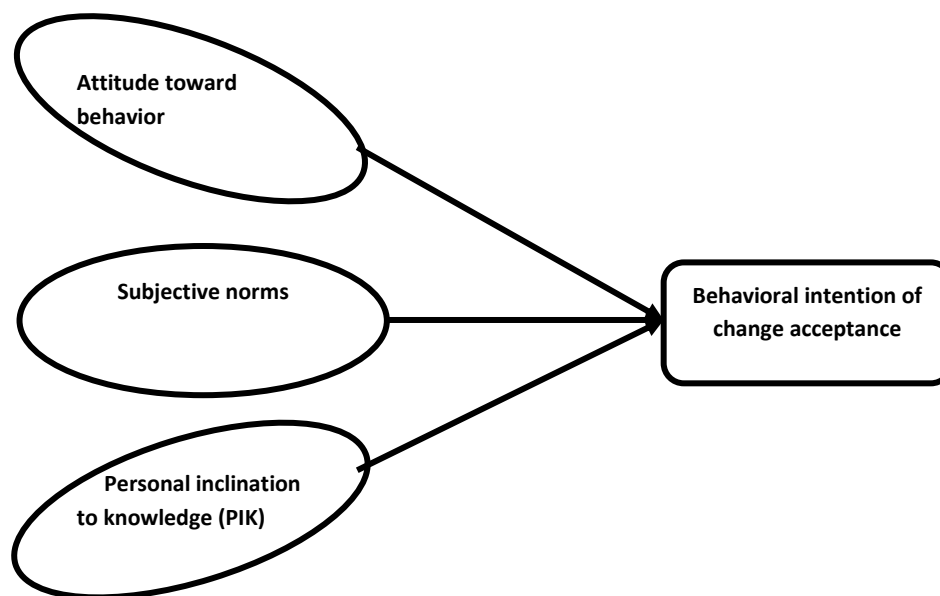 Attitude toward
behavior
Subjective norms
Behavioral intention of
change acceptance
Personal inclination
to knowledge (PIK)